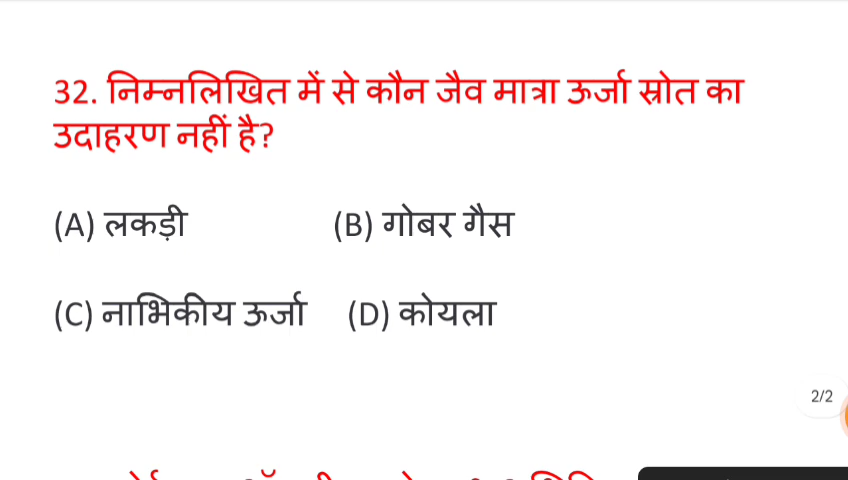 32. निम्नलिखित में से कौन जैव मात्रा ऊर्जा स्रोत का
उदाहरण नहीं है?
(A) लकड़ी (B) गोबर गैस
(C) नाभिकीय ऊर्जा (D) कोयला
2/2